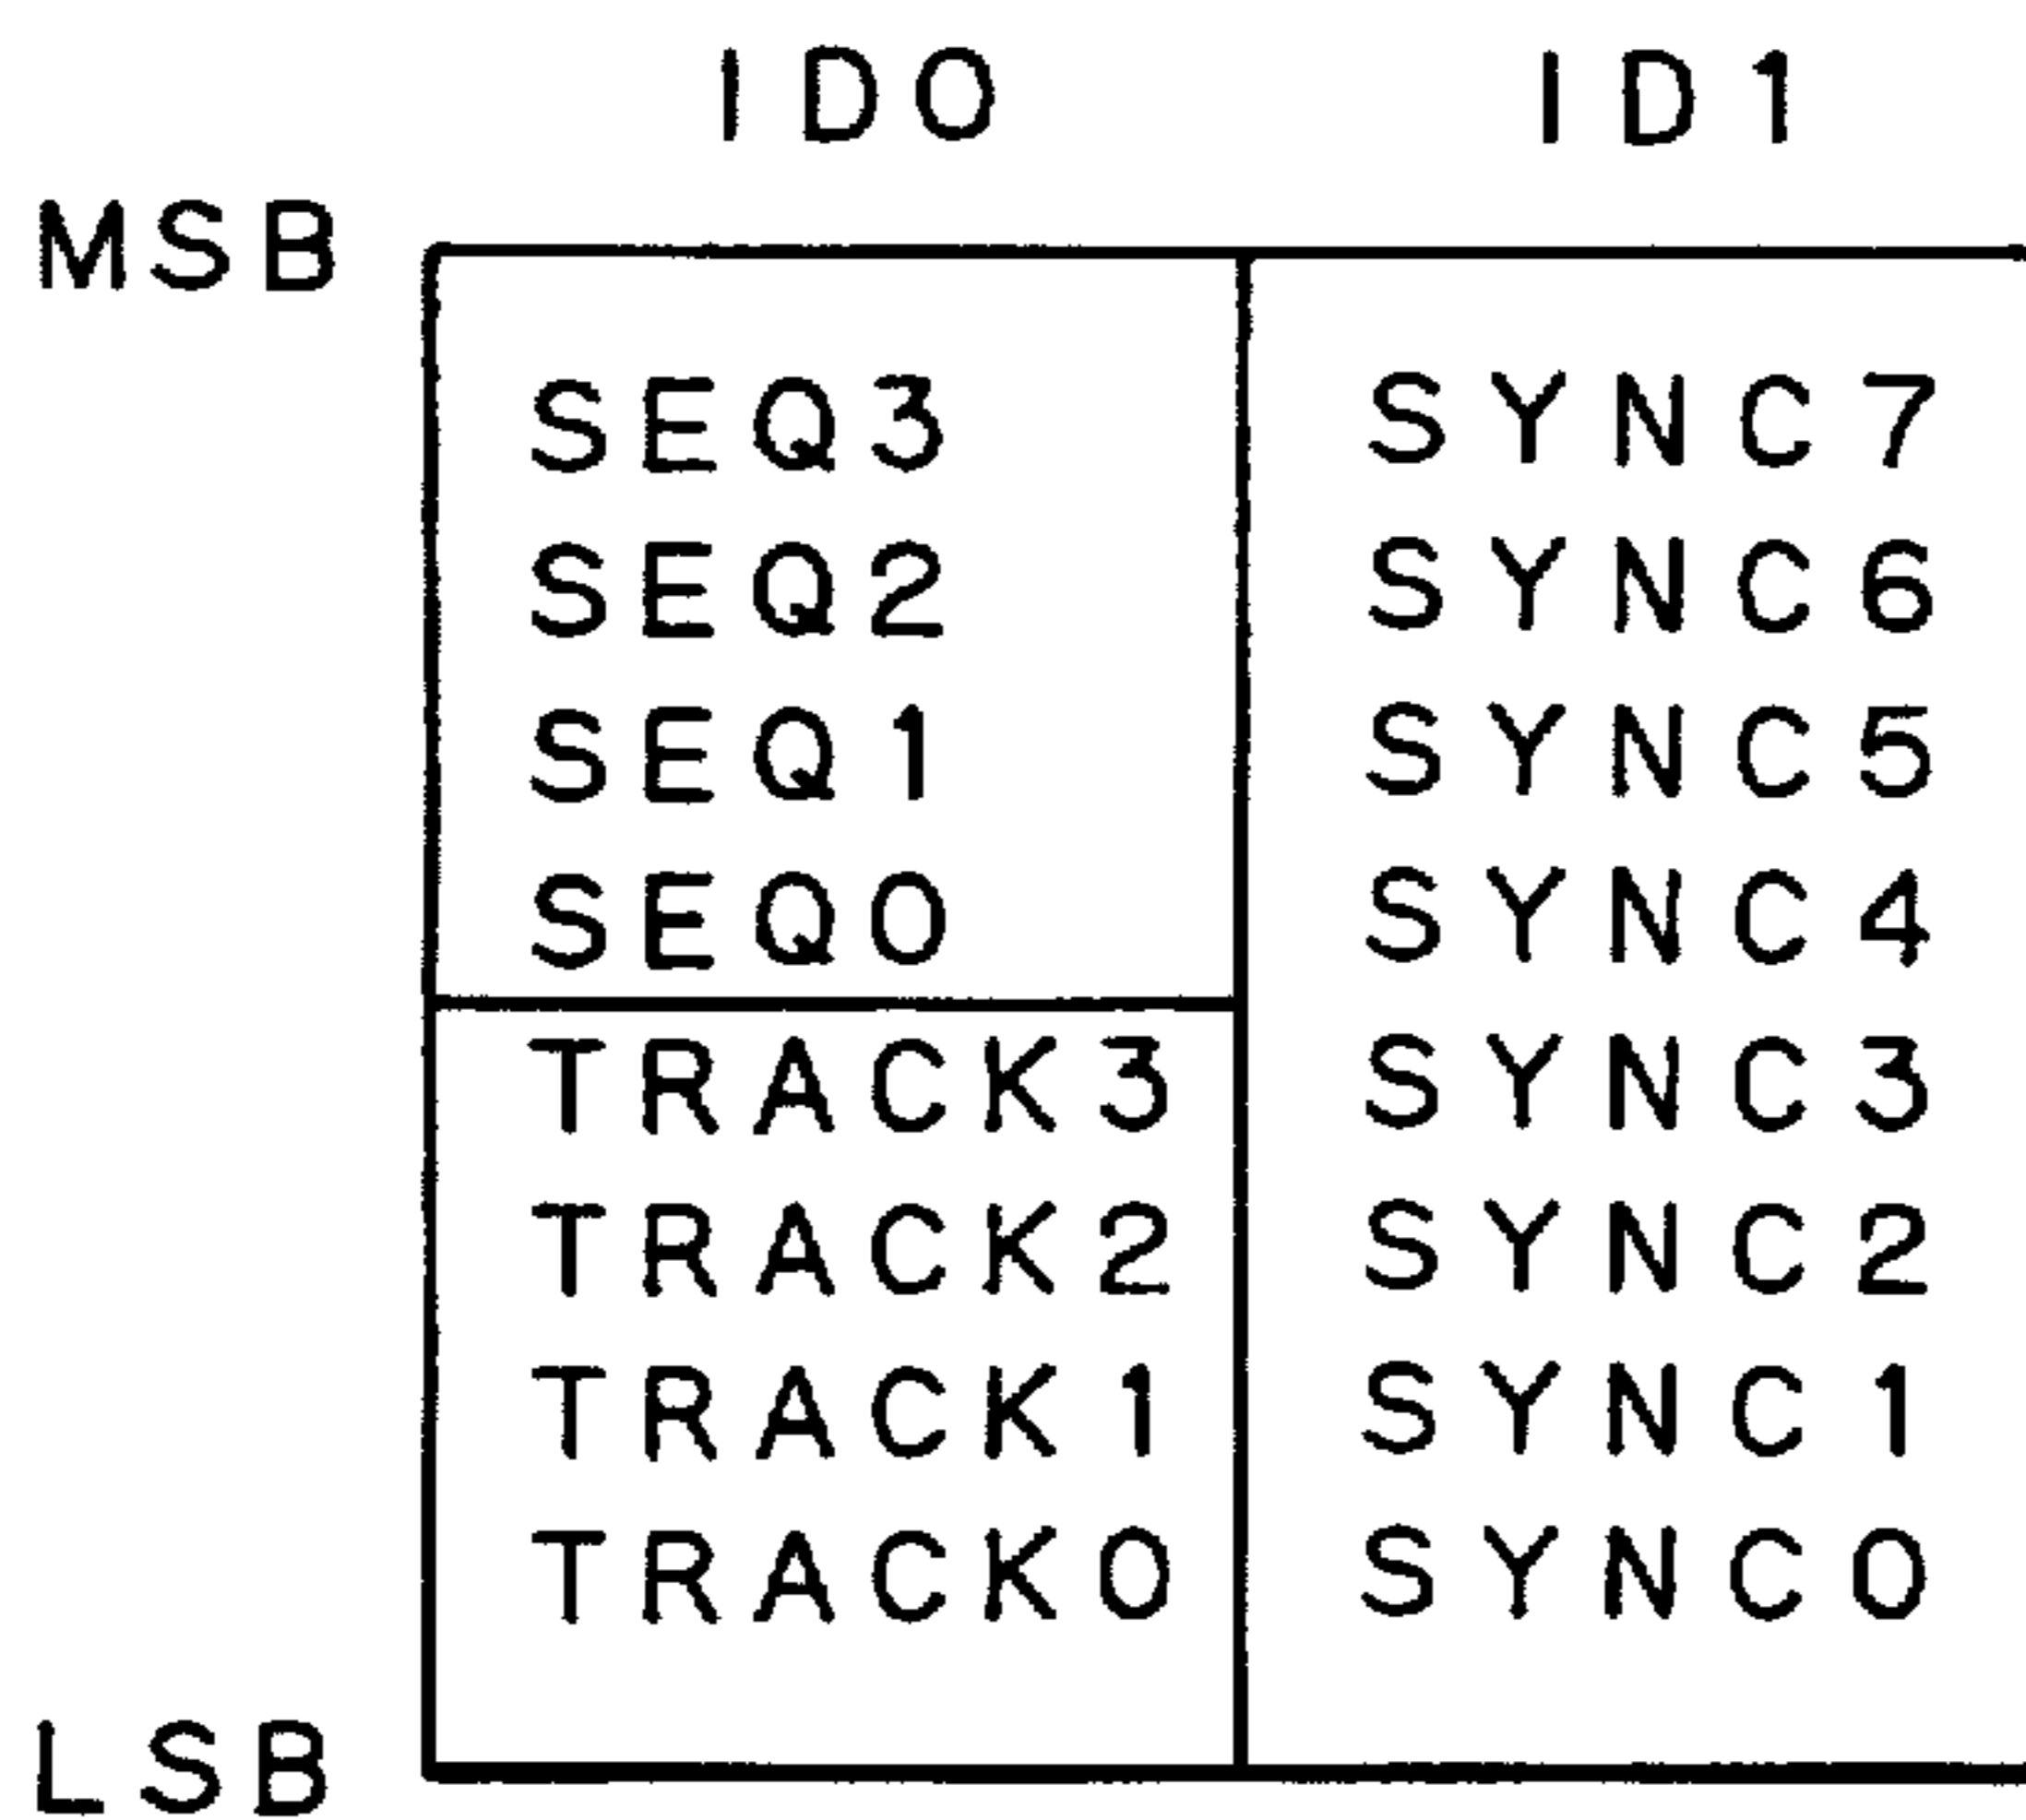 ID0 ID1
MSB
SEQ3 SYNC7
SEQ2 SYNC6
SEQ1 SYNC5
SEQ0 SYNC4
TRACK3 SYNC3
TRACK2 SYNC2
TRACK1 SYNC1
TRACK0 SYNC0
LSB